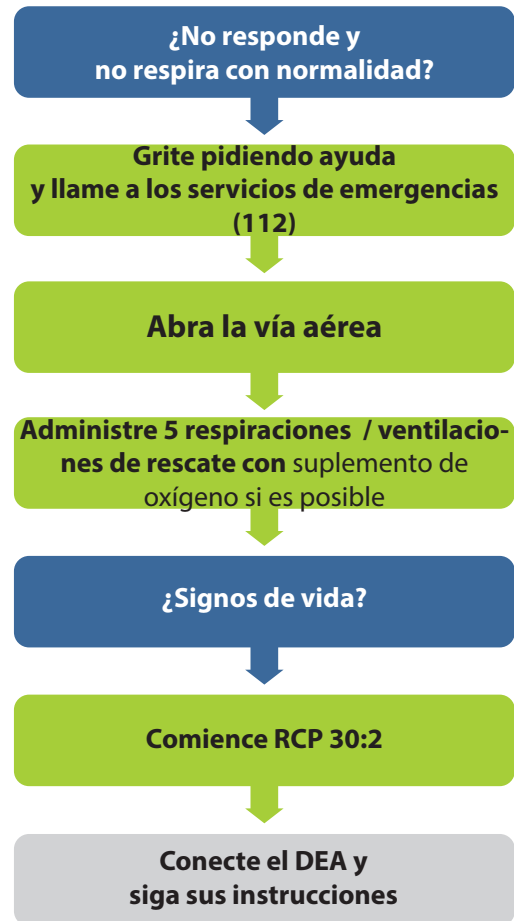 ¿No responde y
no respira con normalidad?
Grite pidiendo ayuda
y llame a los servicios de emergencias
(112)
Abra la vía aérea
Administre 5 respiraciones / ventilacio-
nes de rescate con suplemento de
oxígeno si es posible
¿Signos de vida?
Comience RCP 30:2
Conecte el DEA y
siga sus instrucciones